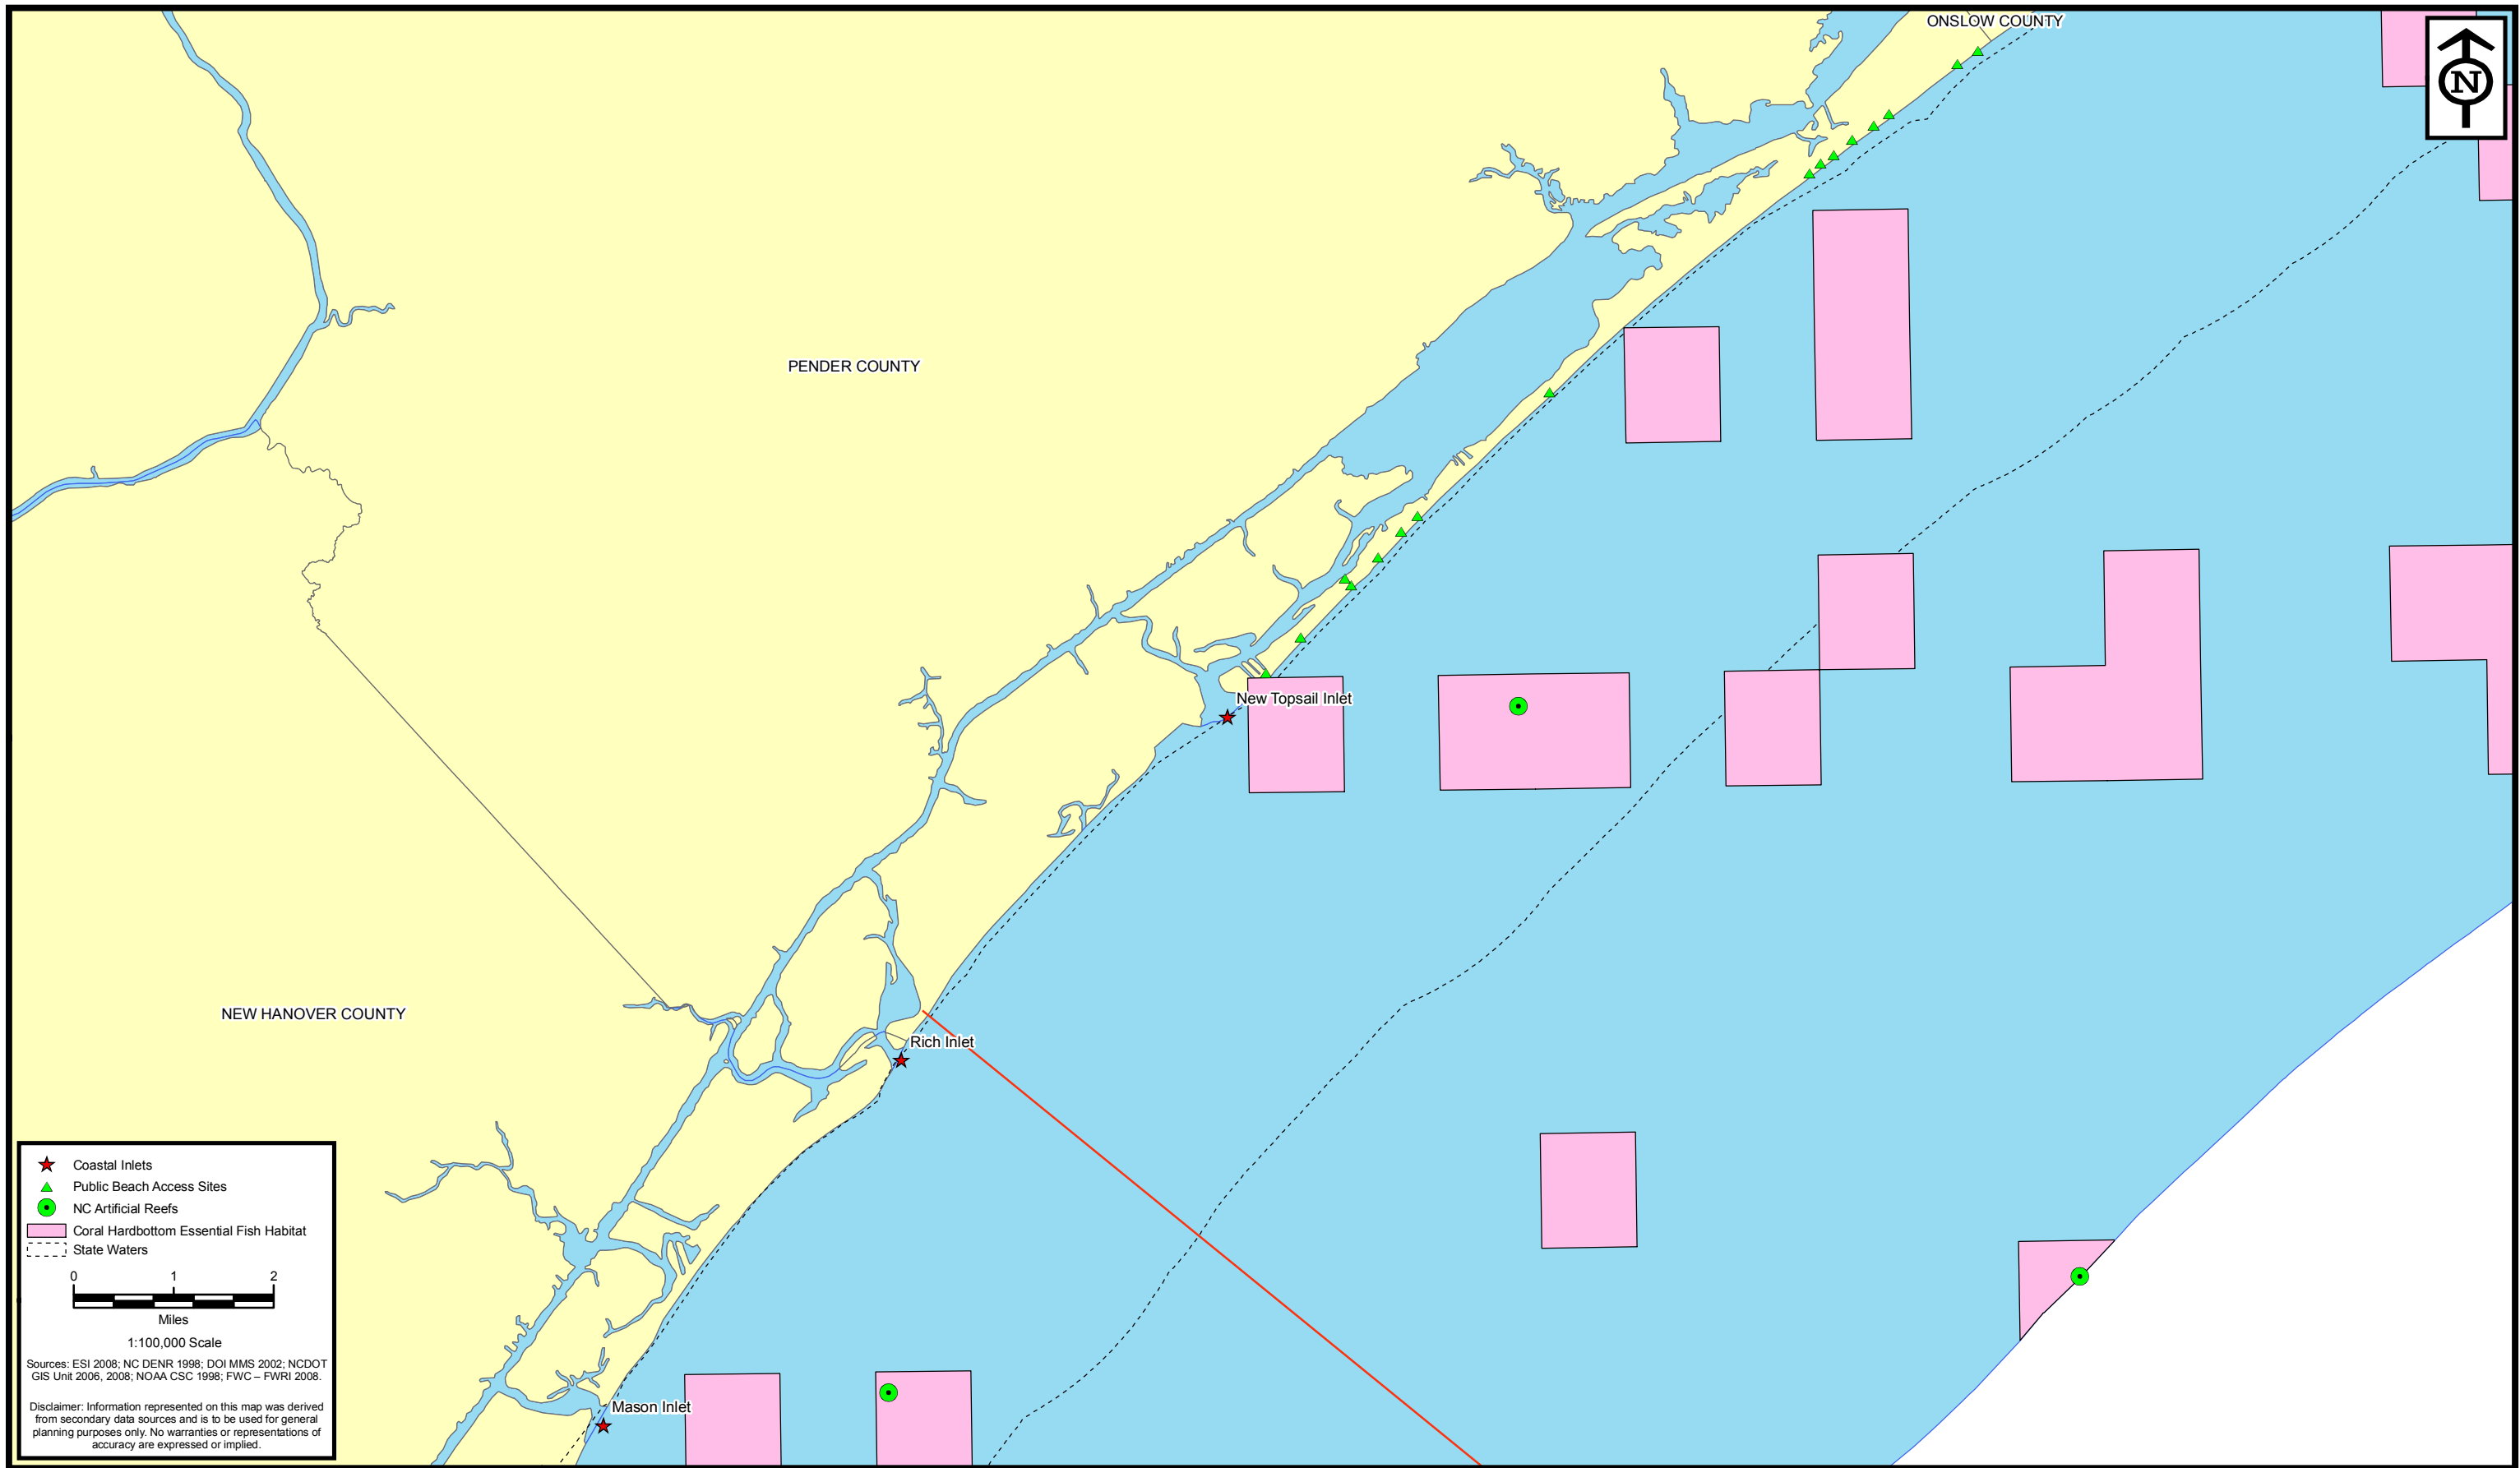 ONSLOW COUNTY
N
PENDER COUNTY
New Topsail Inlet
NEW HANOVER COUNTY
Rich Inlet
Mason Inlet
Coastal Inlets
Public Beach Access Sites
NC Artificial Reefs
Coral Hardbottom Essential Fish Habitat
State Waters
0 1 2
Miles
1:100,000 Scale
Sources: ESI 2008; NC DENR 1998; DOI MMS 2002; NCDOT
GIS Unit 2006, 2008; NOAA CSC 1998; FWC – FWRI 2008.
Disclaimer: Information represented on this map was derived
from secondary data sources and is to be used for general
planning purposes only. No warranties or representations of
accuracy are expressed or implied.